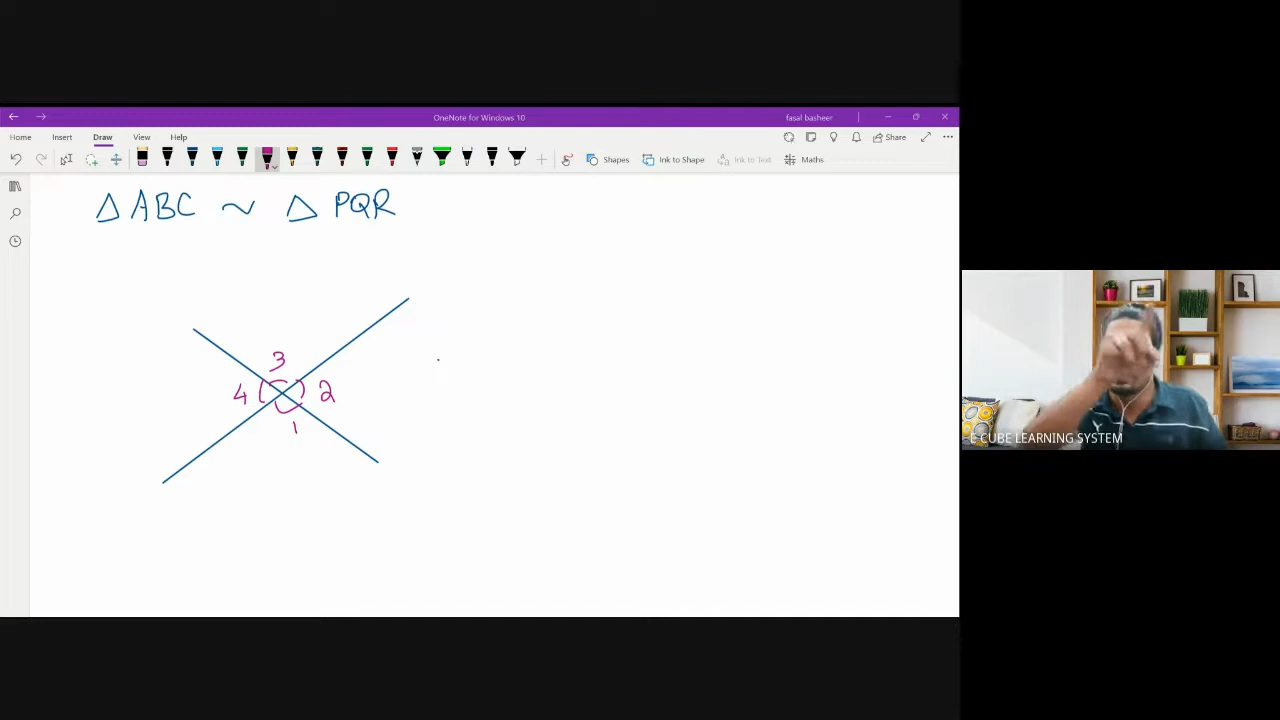 OneNote for Windows 10
fasal basheer
Home Insert Draw View Help
Share
Shapes Ink to Shape Ink to Text Maths
△ ABC ~ △ PQR
3
4 2
1
E CUBE LEARNING SYSTEM